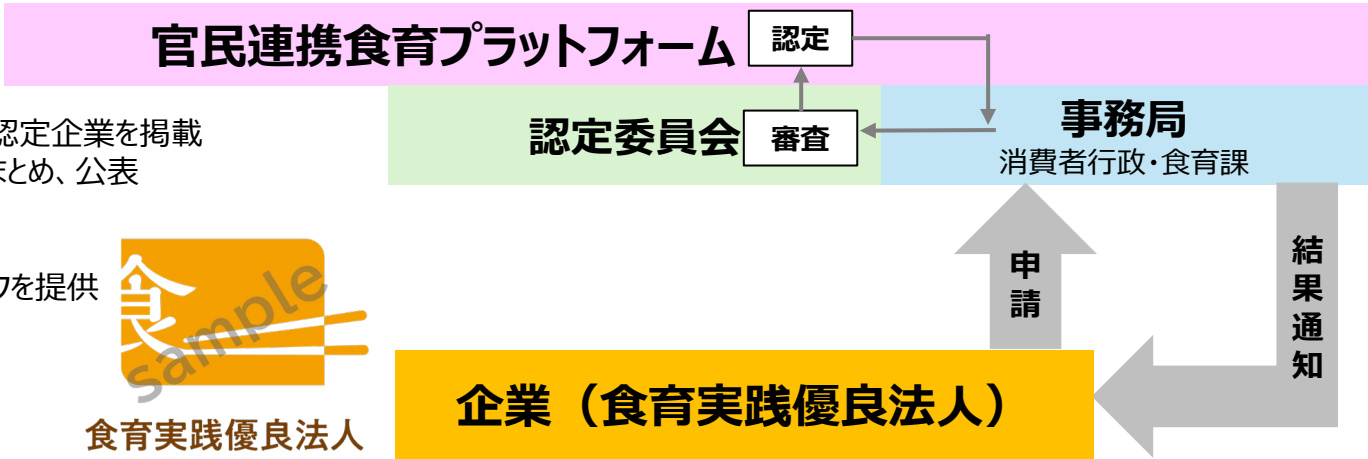 官民連携食育プラットフォーム
認定
認定企業を掲載
まとめ、公表
認定委員会
審査
事務局
消費者行政・食育課
申請
結果通知
クを提供
食
sample
食育実践優良法人
企業（食育実践優良法人）